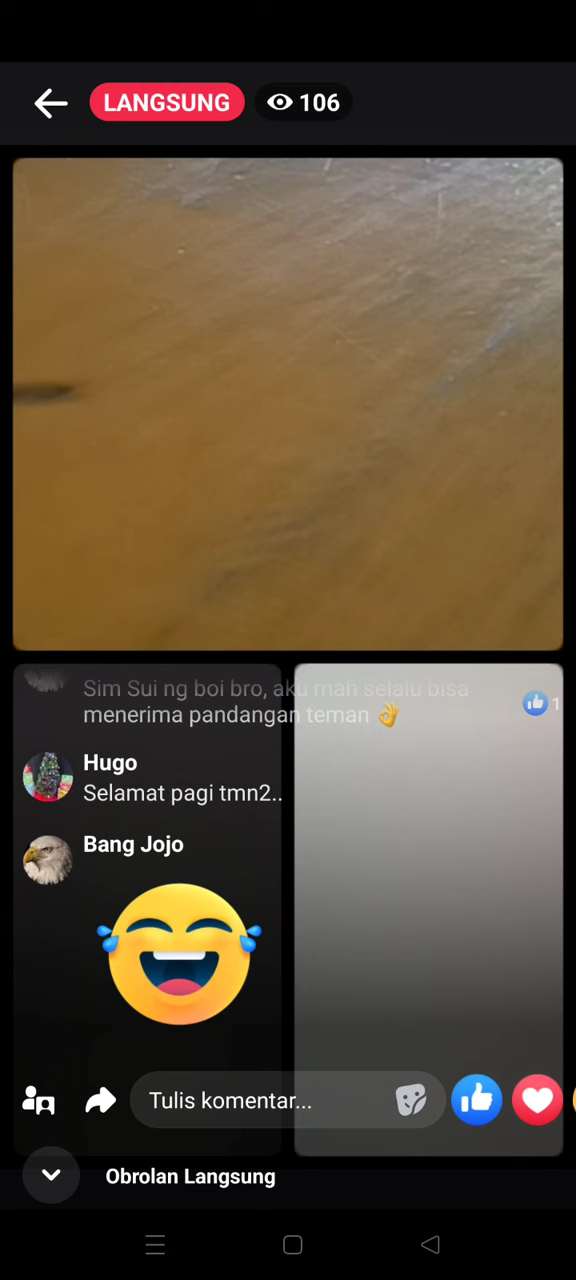 LANGSUNG
106
Sim Sui ng boi bro, aku mah selalu bisa
menerima pandangan teman 👌
1
Hugo
Selamat pagi tmn2..
Bang Jojo
Tulis komentar...
Obrolan Langsung